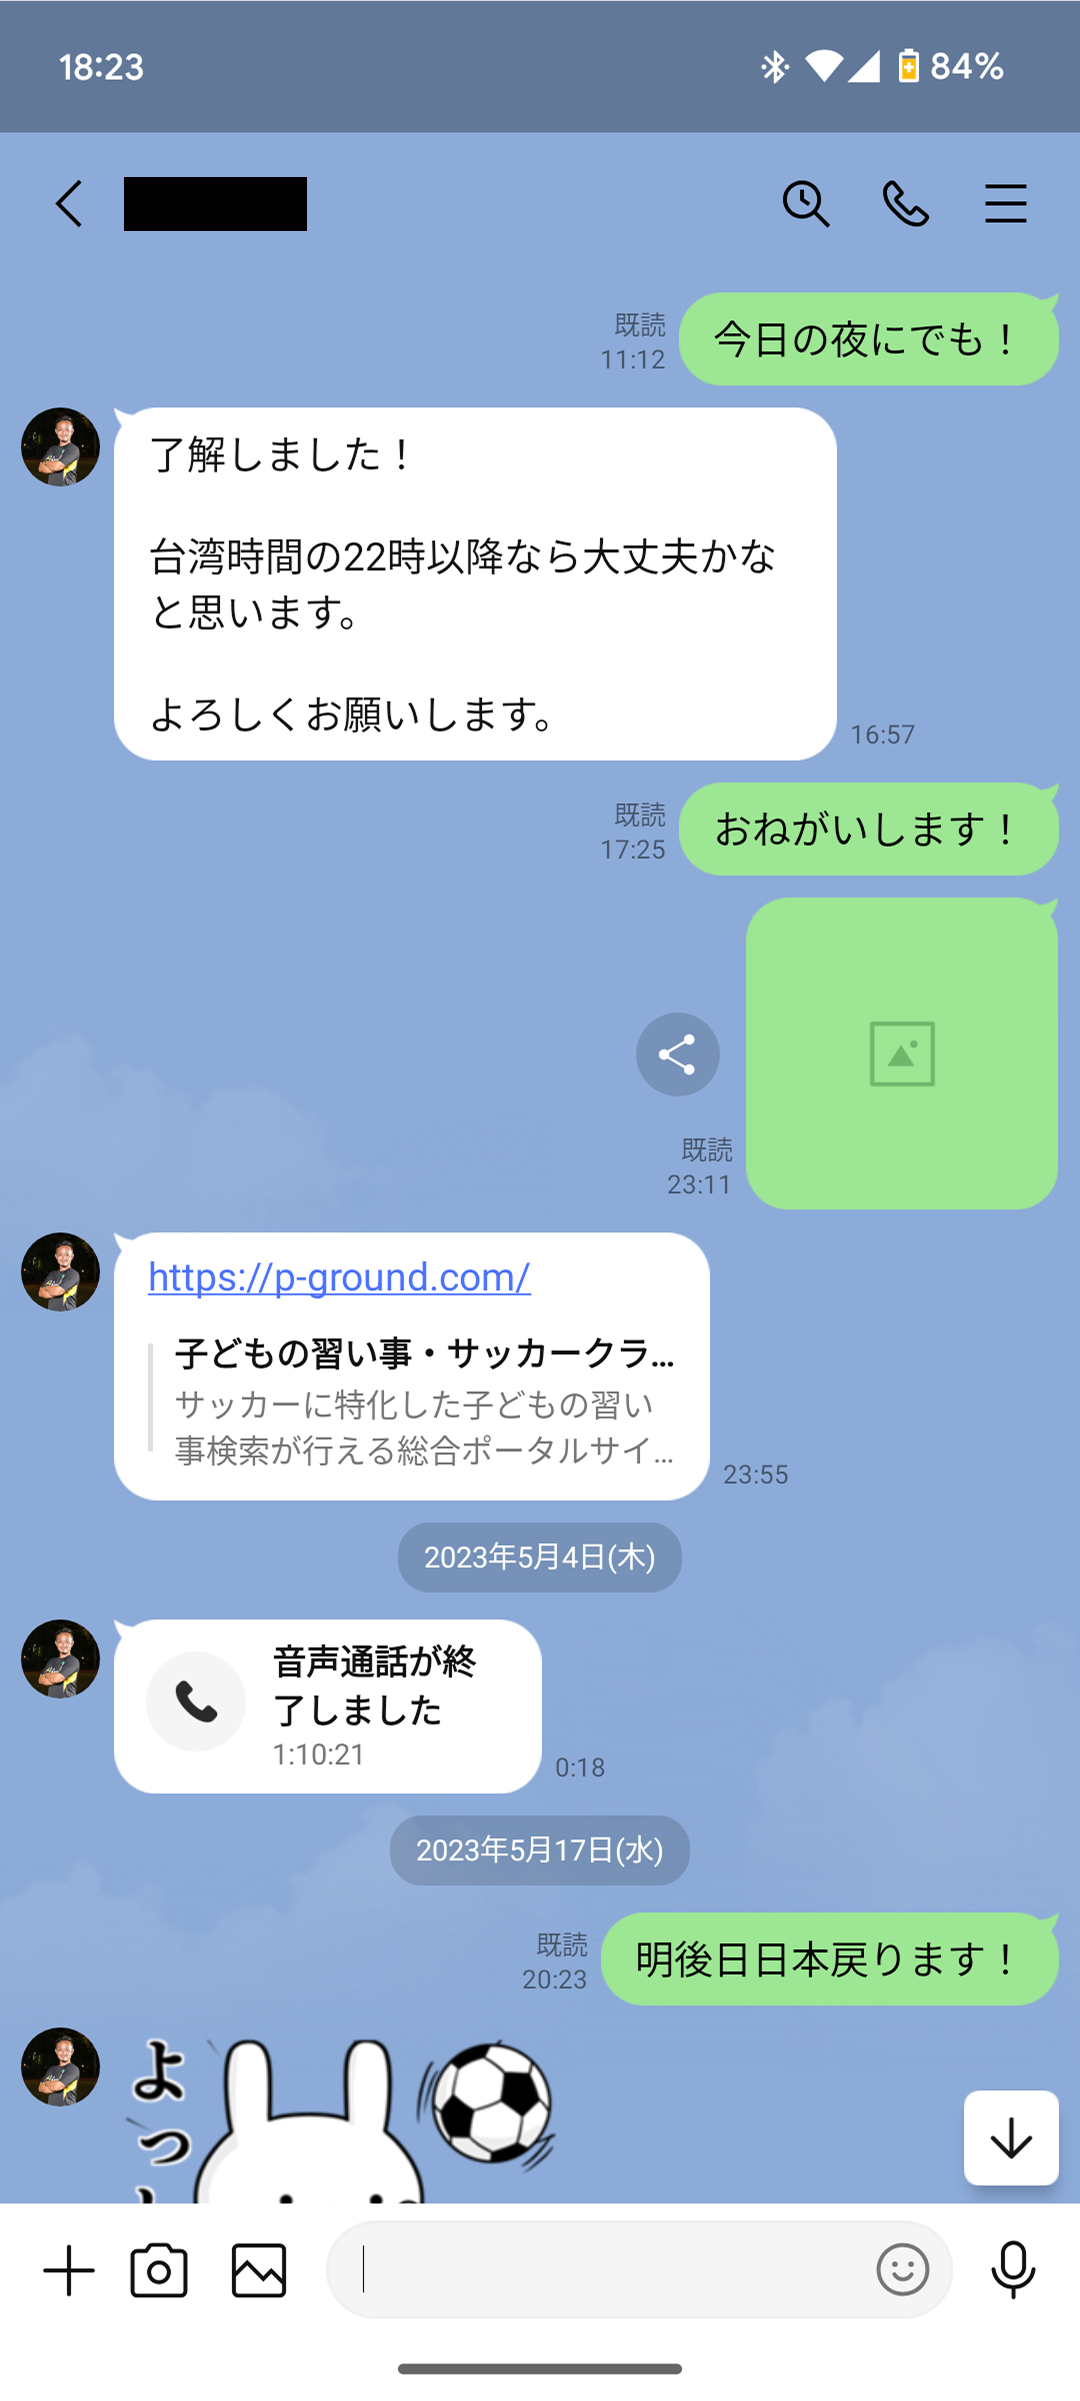 18:23
84%
今日の夜にでも！
既読
11:12
了解しました！
台湾時間の22時以降なら大丈夫かな
と思います。
よろしくお願いします。
16:57
おねがいします！
既読
17:25
既読
23:11
https://p-ground.com/
子どもの習い事・サッカークラ...
サッカーに特化した子どもの習い
事検索が行える総合ポータルサイ...
23:55
2023年5月4日(木)
音声通話が終
了しました
1:10:21
0:18
2023年5月17日(水)
明後日日本戻ります！
既読
20:23
よっ